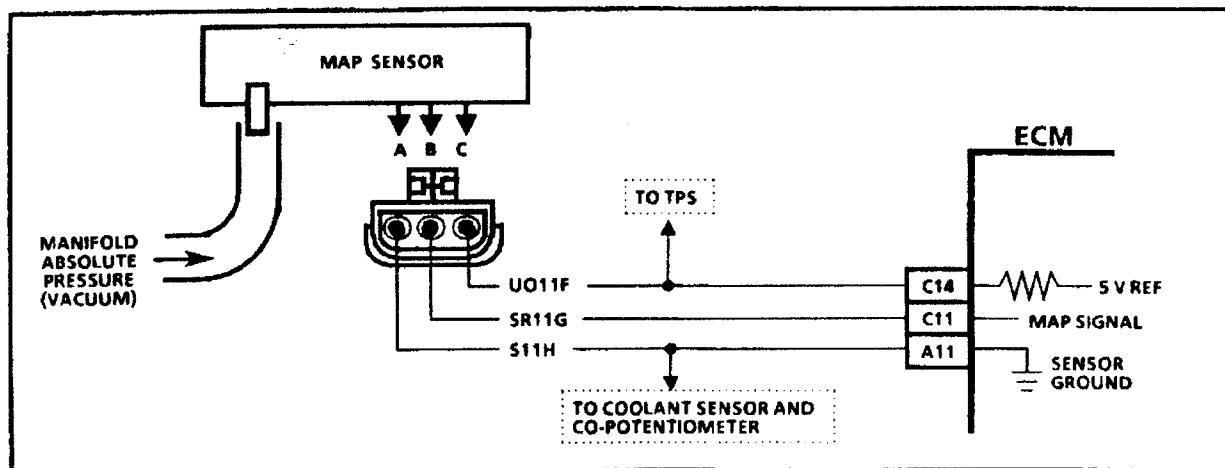 MAP SENSOR
A B C
ECM
TO TPS
MANIFOLD
ABSOLUTE
PRESSURE
(VACUUM)
UO11F
C14
5 V REF
SR11G
C11
MAP SIGNAL
S11H
A11
SENSOR
GROUND
TO COOLANT SENSOR AND
CO-POTENTIOMETER